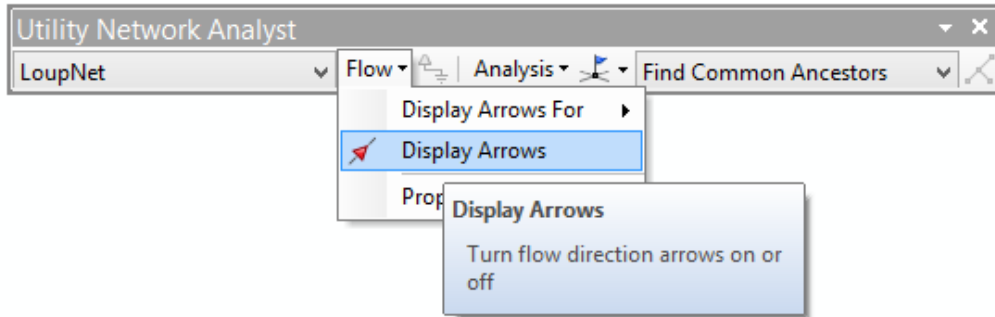 Utility Network Analyst
LoupNet Flow Analysis Find Common Ancestors
Display Arrows For
Display Arrows
Prop
Display Arrows
Turn flow direction arrows on or
off